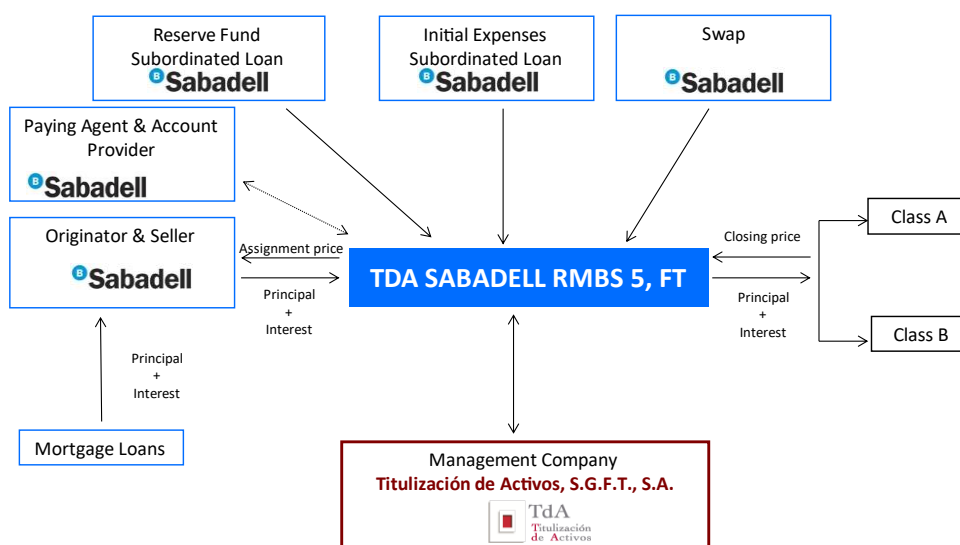 Reserve Fund
Subordinated Loan
B Sabadell
Initial Expenses
Subordinated Loan
B Sabadell
Swap
B Sabadell
Paying Agent & Account
Provider
B Sabadell
Originator & Seller
B Sabadell
Assignment price
Principal
+
Interest
TDA SABADELL RMBS 5, FT
Closing price
Principal
+
Interest
Class A
Class B
Principal
+
Interest
Mortgage Loans
Management Company
Titulización de Activos, S.G.F.T., S.A.
TdA
Titulización
de Activos